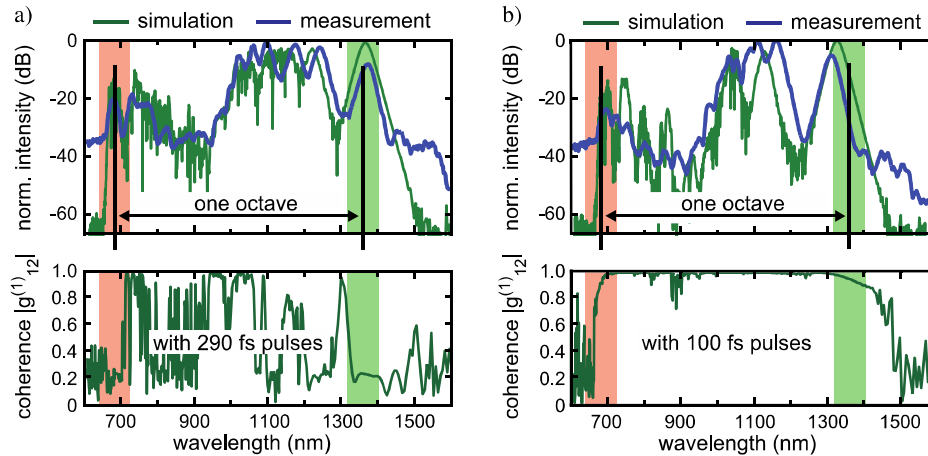 a)
simulation measurement
norm. intensity (dB)
0
-20
-40
-60
one octave
coherence |g(1)12|
1.0
0.8
0.6
0.4
0.2
0
with 290 fs pulses
700 900 1100 1300 1500
wavelength (nm)
b)
simulation measurement
norm. intensity (dB)
0
-20
-40
-60
one octave
coherence |g(1)12|
1.0
0.8
0.6
0.4
0.2
0
with 100 fs pulses
700 900 1100 1300 1500
wavelength (nm)